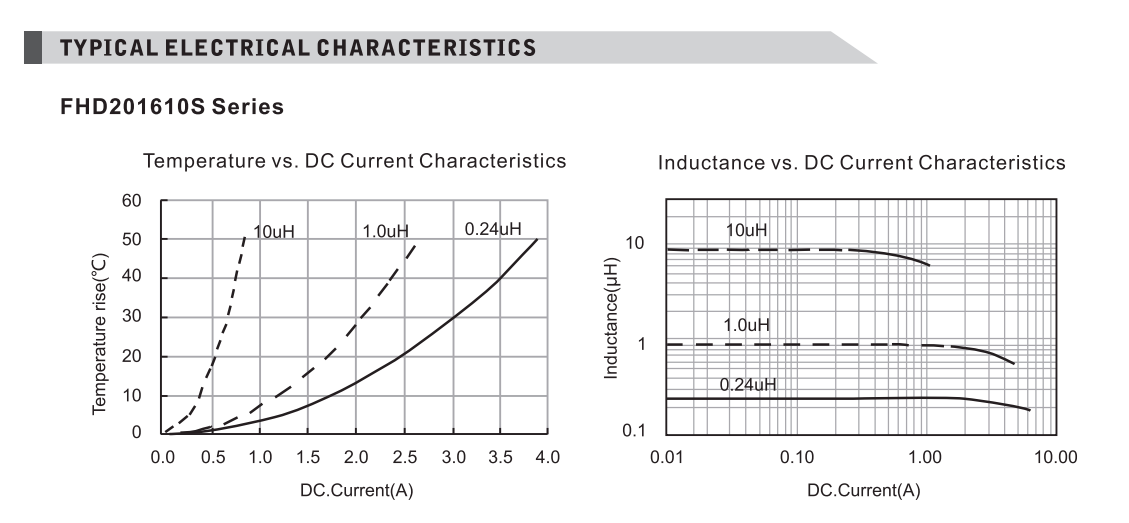 TYPICAL ELECTRICAL CHARACTERISTICS
FHD201610S Series
Temperature vs. DC Current Characteristics
60
50
40
30
20
10
0
Temperature rise(℃)
10uH
1.0uH
0.24uH
0.0 0.5 1.0 1.5 2.0 2.5 3.0 3.5 4.0
DC.Current(A)
Inductance vs. DC Current Characteristics
10
1
0.1
Inductance(μH)
10uH
1.0uH
0.24uH
0.01 0.10 1.00 10.00
DC.Current(A)